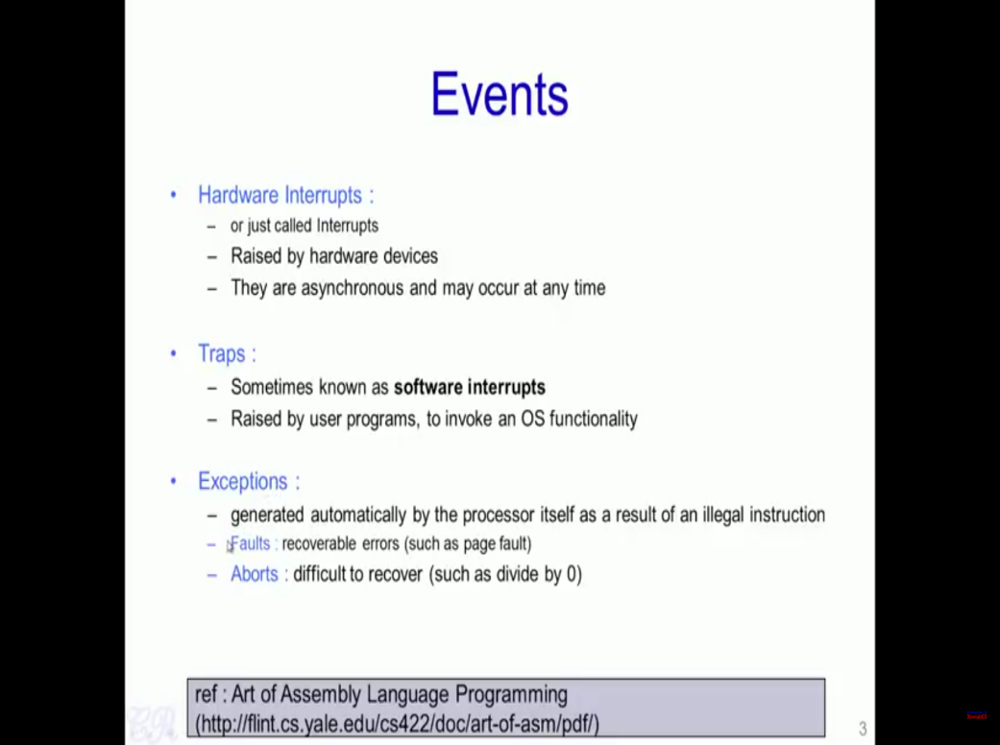 Events
• Hardware Interrupts :
– or just called Interrupts
– Raised by hardware devices
– They are asynchronous and may occur at any time
• Traps :
– Sometimes known as software interrupts
– Raised by user programs, to invoke an OS functionality
• Exceptions :
– generated automatically by the processor itself as a result of an illegal instruction
– Faults : recoverable errors (such as page fault)
– Aborts : difficult to recover (such as divide by 0)
ref : Art of Assembly Language Programming
(http://flint.cs.yale.edu/cs422/doc/art-of-asm/pdf/)
3